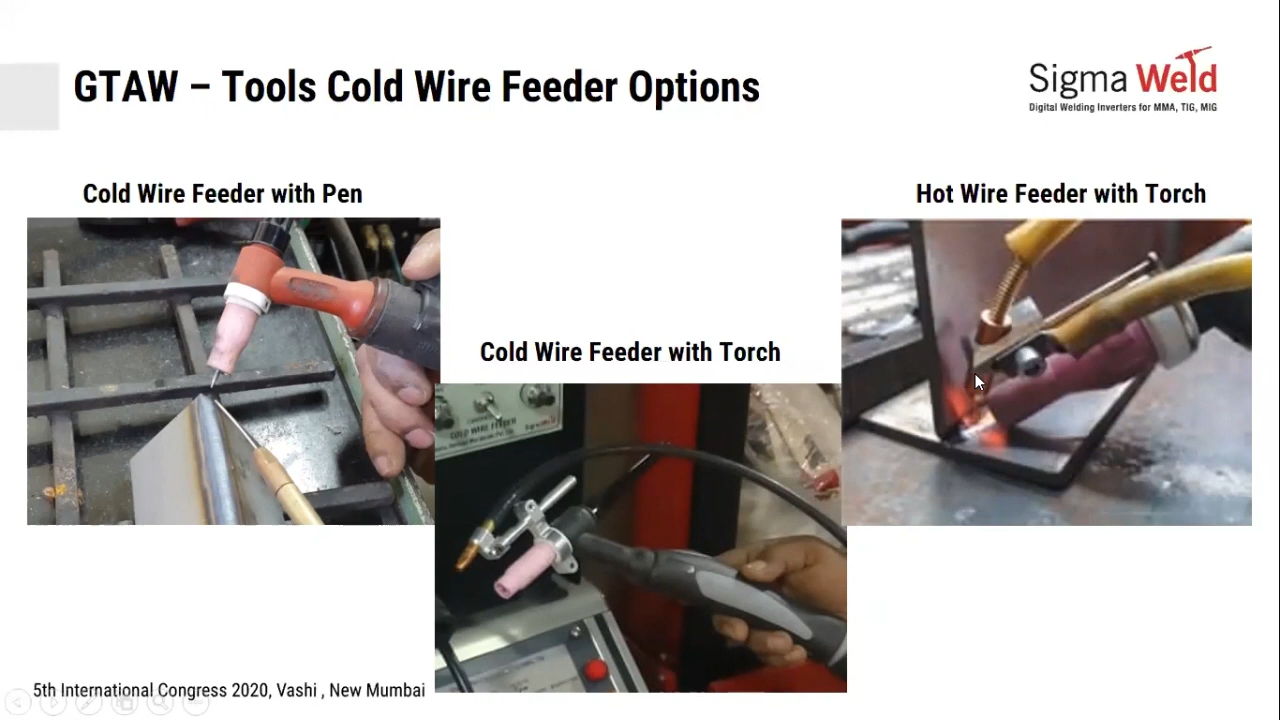 GTAW – Tools Cold Wire Feeder Options
Sigma Weld
Digital Welding Inverters for MMA, TIG, MIG
Cold Wire Feeder with Pen
Hot Wire Feeder with Torch
Cold Wire Feeder with Torch
COLD WIRE FEEDER
5th International Congress 2020, Vashi , New Mumbai